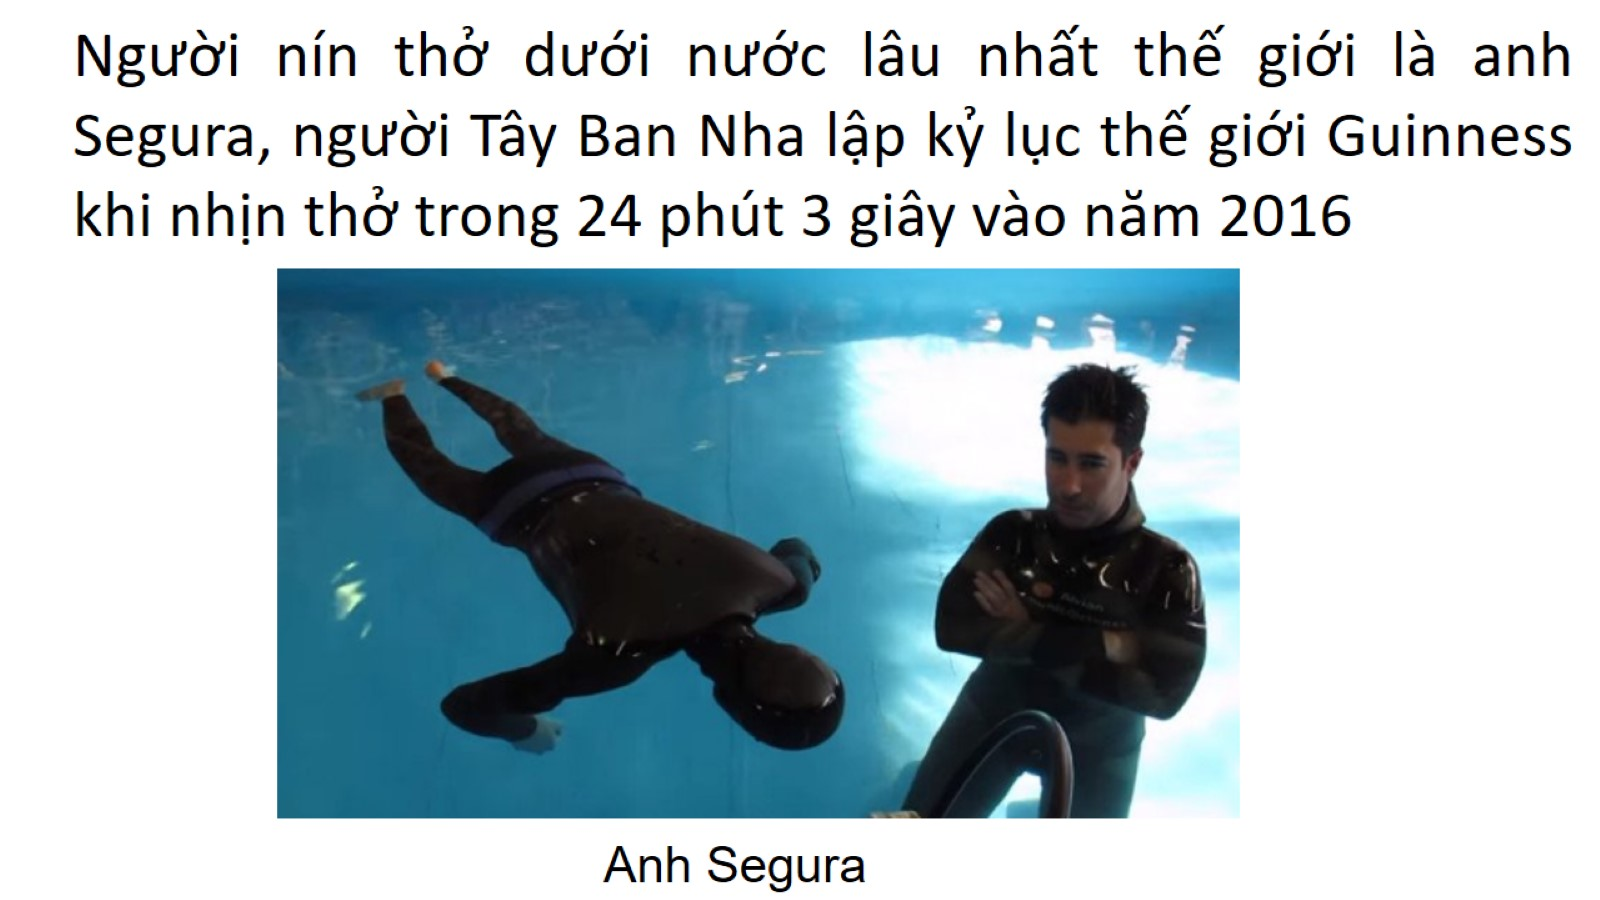 Người nín thở dưới nước lâu nhất thế giới là anh
Segura, người Tây Ban Nha lập kỷ lục thế giới Guinness
khi nhịn thở trong 24 phút 3 giây vào năm 2016
Anh Segura